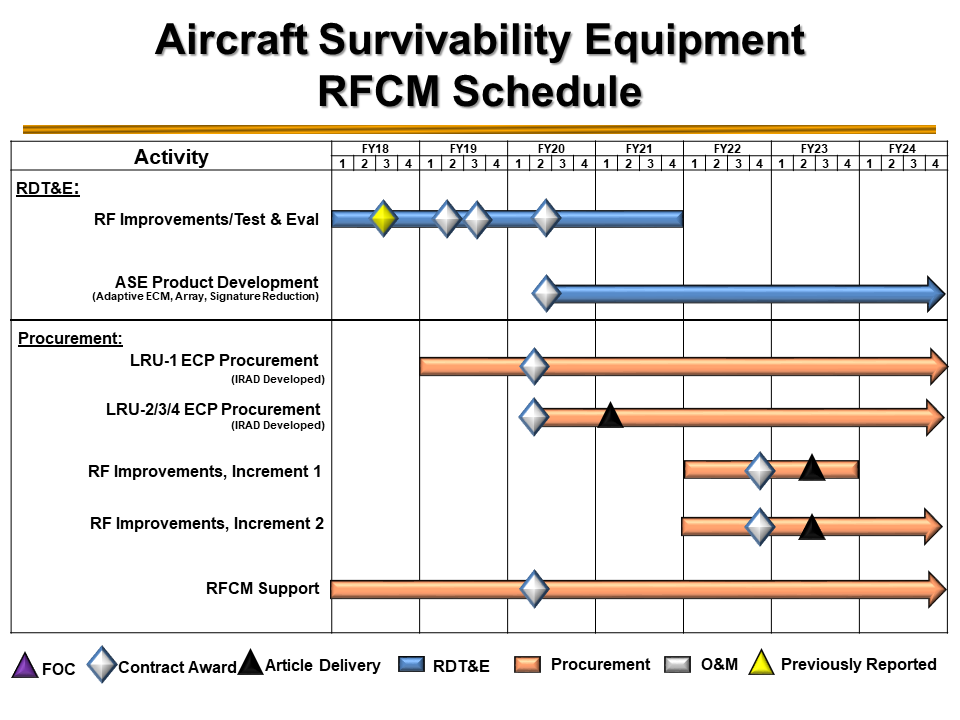 Aircraft Survivability Equipment
RFCM Schedule
Activity
FY18 FY19 FY20 FY21 FY22 FY23 FY24
1 2 3 4 1 2 3 4 1 2 3 4 1 2 3 4 1 2 3 4 1 2 3 4 1 2 3 4
RDT&E:
RF Improvements/Test & Eval
ASE Product Development
(Adaptive ECM, Array, Signature Reduction)
Procurement:
LRU-1 ECP Procurement
(IRAD Developed)
LRU-2/3/4 ECP Procurement
(IRAD Developed)
RF Improvements, Increment 1
RF Improvements, Increment 2
RFCM Support
FOC Contract Award Article Delivery RDT&E Procurement O&M Previously Reported